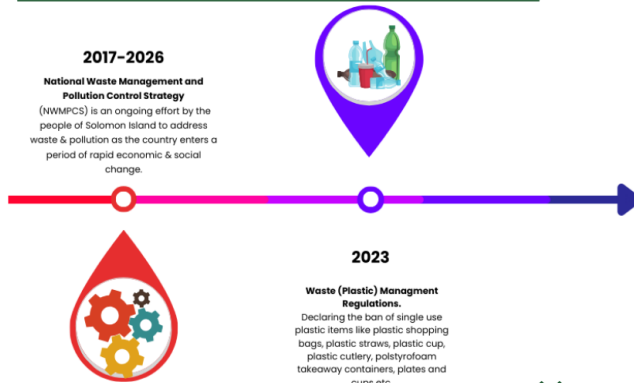 2017-2026
National Waste Management and
Pollution Control Strategy
(NWMPCS) is an ongoing effort by the
people of Solomon Island to address
waste & pollution as the country enters a
period of rapid economic & social
change.
2023
Waste (Plastic) Managment
Regulations.
Declaring the ban of single use
plastic items like plastic shopping
bags, plastic straws, plastic cup,
plastic cutlery, polstyrofoam
takeaway containers, plates and
cups etc